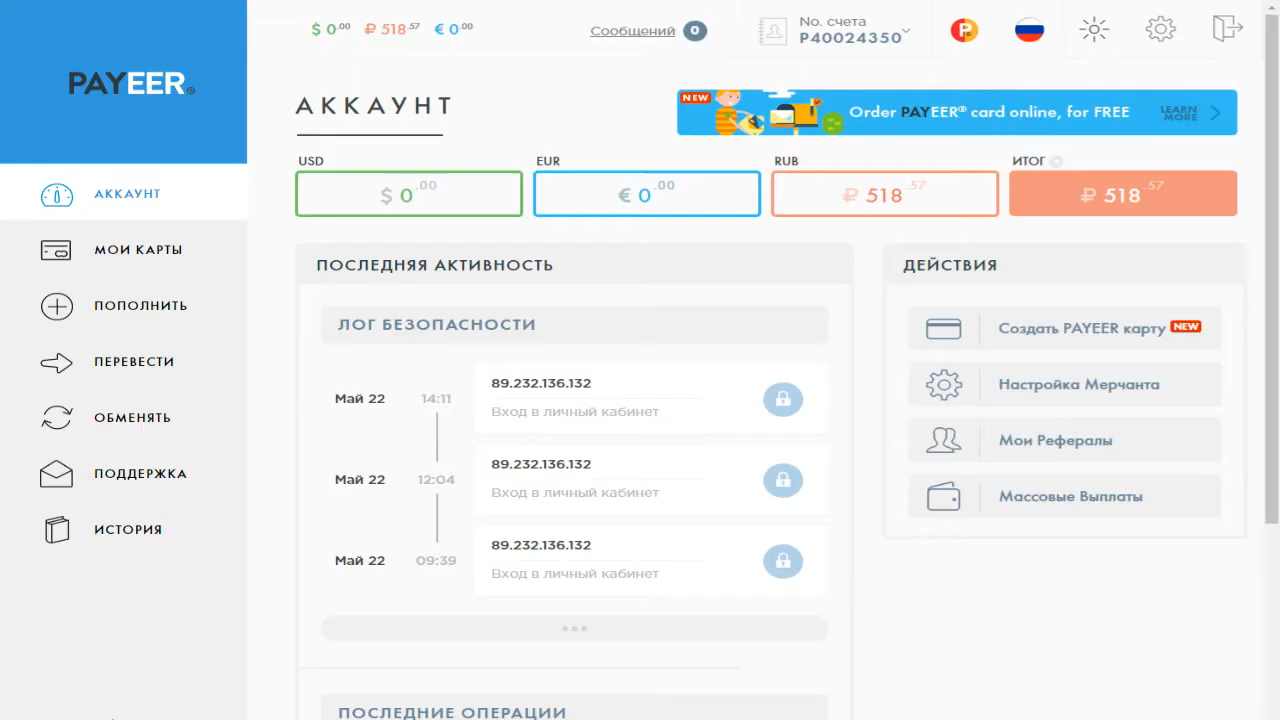 $ 0.00 ₽ 518.57 € 0.00
Сообщений 0
No. счета
P40024350
PAYEER®
АККАУНТ
NEW
Order PAYEER® card online, for FREE
LEARN
MORE
USD
EUR
RUB
ИТОГ
$ 0.00
€ 0.00
₽ 518.57
₽ 518.57
АККАУНТ
МОИ КАРТЫ
ПОПОЛНИТЬ
ПЕРЕВЕСТИ
ОБМЕНЯТЬ
ПОДДЕРЖКА
ИСТОРИЯ
ПОСЛЕДНЯЯ АКТИВНОСТЬ
ЛОГ БЕЗОПАСНОСТИ
Май 22 14:11
89.232.136.132
Вход в личный кабинет
Май 22 12:04
89.232.136.132
Вход в личный кабинет
Май 22 09:39
89.232.136.132
Вход в личный кабинет
ПОСЛЕДНИЕ ОПЕРАЦИИ
ДЕЙСТВИЯ
Создать PAYEER карту NEW
Настройка Мерчанта
Мои Рефералы
Массовые Выплаты